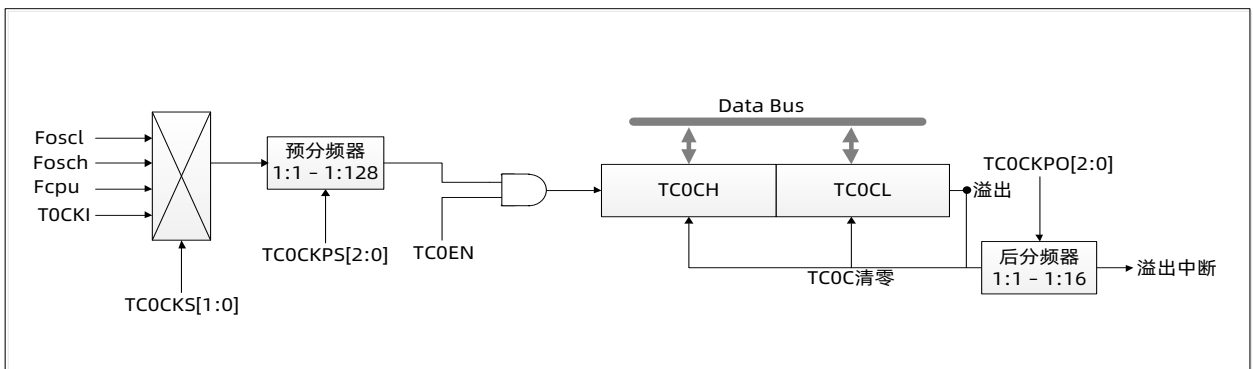 Data Bus
Foscl
Fosch
Fcpu
T0CKI
预分频器
1:1 – 1:128
TC0CH
TC0CL
TC0CKPO[2:0]
溢出
TC0CKPS[2:0]
TC0EN
TC0C清零
后分频器
1:1 – 1:16
溢出中断
TC0CKS[1:0]